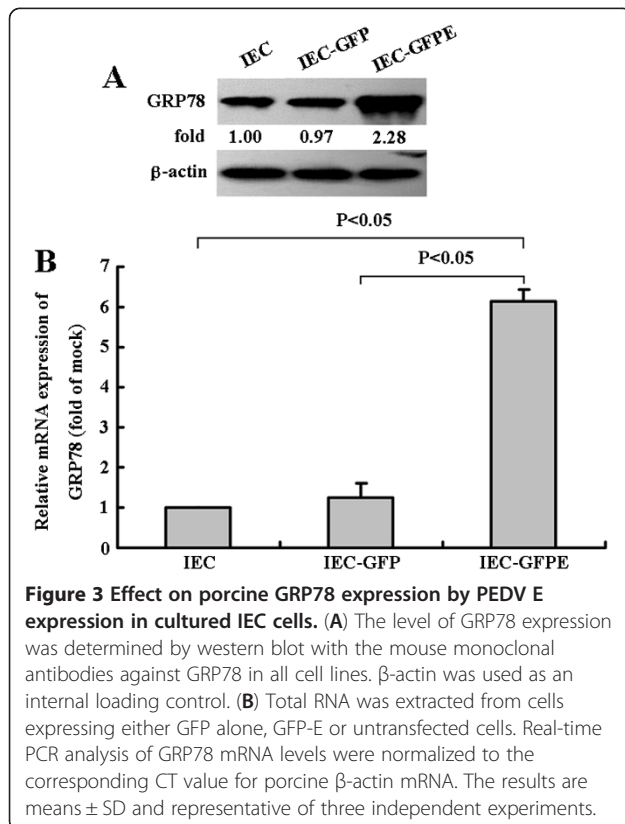 A
IEC IEC-GFP IEC-GFPE
GRP78
fold 1.00 0.97 2.28
β-actin
P<0.05
P<0.05
B
Relative mRNA expression of
GRP78 (fold of mock)
7
6
5
4
3
2
1
0
IEC IEC-GFP IEC-GFPE
Figure 3 Effect on porcine GRP78 expression by PEDV E
expression in cultured IEC cells. (A) The level of GRP78 expression
was determined by western blot with the mouse monoclonal
antibodies against GRP78 in all cell lines. β-actin was used as an
internal loading control. (B) Total RNA was extracted from cells
expressing either GFP alone, GFP-E or untransfected cells. Real-time
PCR analysis of GRP78 mRNA levels were normalized to the
corresponding CT value for porcine β-actin mRNA. The results are
means ± SD and representative of three independent experiments.